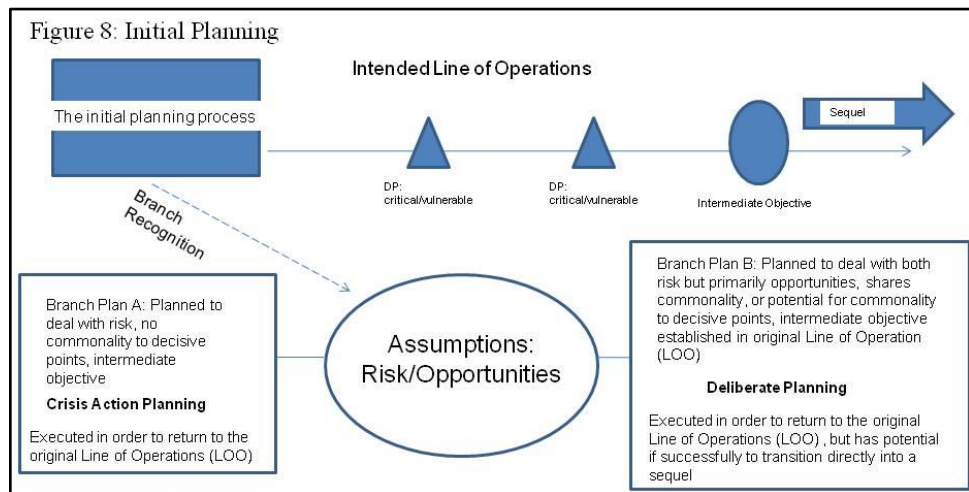 Figure 8: Initial Planning
Intended Line of Operations
The initial planning process
Sequel
DP:
critical/vulnerable
DP:
critical/vulnerable
Intermediate Objective
Branch
Recognition
Branch Plan A: Planned to
deal with risk, no
commonality to decisive
points, intermediate
objective
Crisis Action Planning
Executed in order to return to the
original Line of Operations (LOO)
Assumptions:
Risk/Opportunities
Branch Plan B: Planned to deal with both
risk but primarily opportunities, shares
commonality, or potential for commonality
to decisive points, intermediate objective
established in original Line of Operation
(LOO)
Deliberate Planning
Executed in order to return to the original
Line of Operations (LOO) , but has potential
if successfully to transition directly into a
sequel